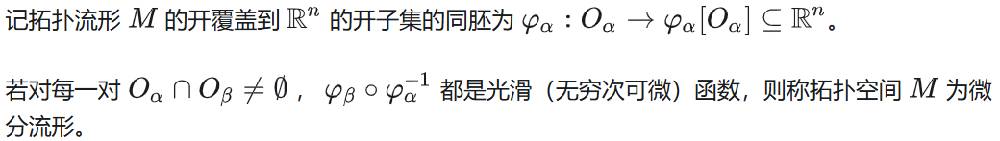 记拓扑流形 $M$ 的开覆盖到 $\mathbb{R}^n$ 的开子集的同胚为 $\varphi_\alpha : O_\alpha \to \varphi_\alpha[O_\alpha] \subseteq \mathbb{R}^n$。
若对每一对 $O_\alpha \cap O_\beta \neq \emptyset$ ， $\varphi_\beta \circ \varphi_\alpha^{-1}$ 都是光滑（无穷次可微）函数，则称拓扑空间 $M$ 为微
分流形。